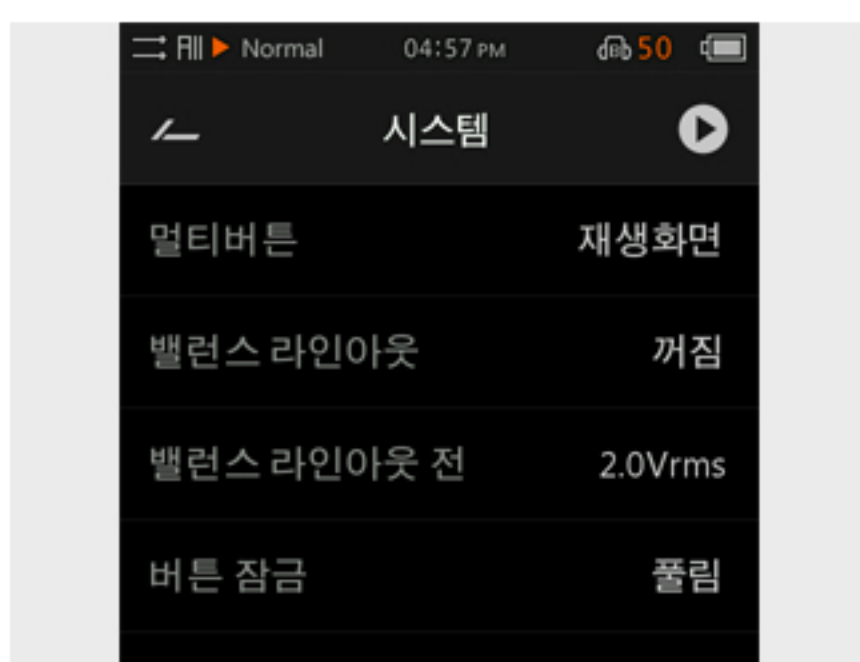 All Normal 04:57 PM 50
시스템
멀티버튼 재생화면
밸런스 라인아웃 꺼짐
밸런스 라인아웃 전 2.0Vrms
버튼 잠금 풀림